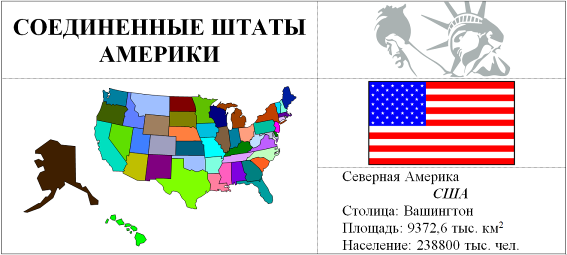 СОЕДИНЕННЫЕ ШТАТЫ
АМЕРИКИ
Северная Америка
США
Столица: Вашингтон
Площадь: 9372,6 тыс. км²
Население: 238800 тыс. чел.